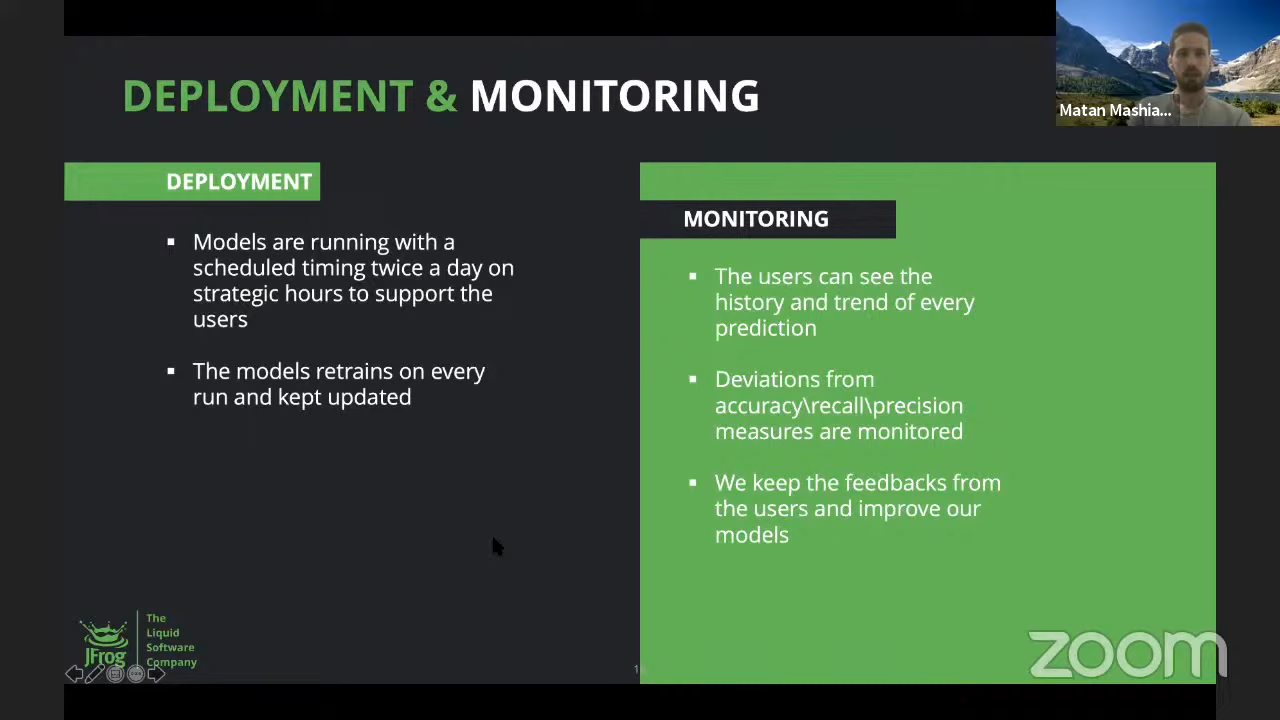 DEPLOYMENT & MONITORING
Matan Mashia...
DEPLOYMENT
▪ Models are running with a
scheduled timing twice a day on
strategic hours to support the
users
▪ The models retrains on every
run and kept updated
MONITORING
▪ The users can see the
history and trend of every
prediction
▪ Deviations from
accuracy\recall\precision
measures are monitored
▪ We keep the feedbacks from
the users and improve our
models
JFrog
The
Liquid
Software
Company
zoom